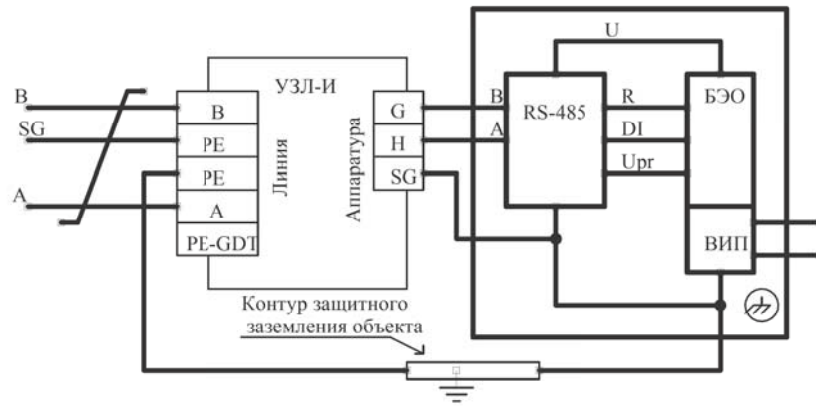 U
УЗЛ-И
B
B
G
B
RS-485
R
БЭО
SG
PE
H
A
DI
PE
SG
Upr
A
A
PE-GDT
Линия
Аппаратура
ВИП
Контур защитного
заземления объекта